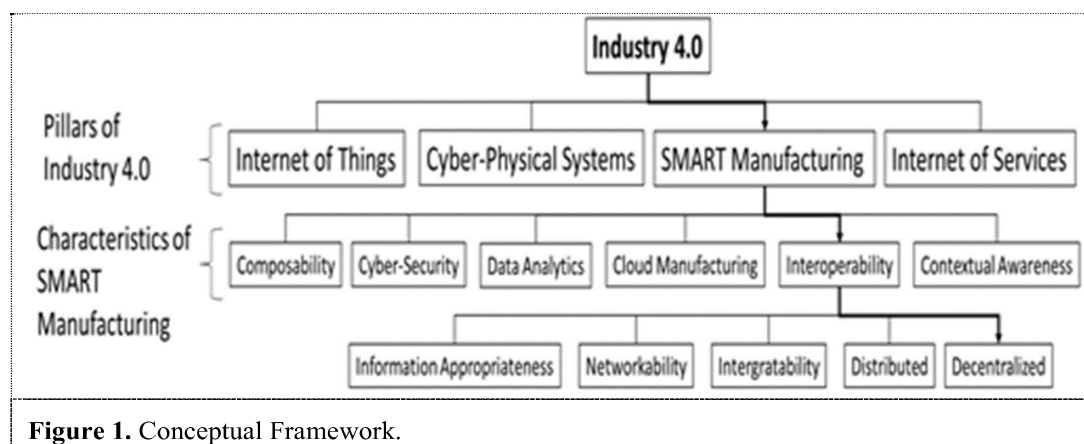 Industry 4.0
Pillars of
Industry 4.0
Internet of Things
Cyber-Physical Systems
SMART Manufacturing
Internet of Services
Characteristics of
SMART
Manufacturing
Composability
Cyber-Security
Data Analytics
Cloud Manufacturing
Interoperability
Contextual Awareness
Information Appropriateness
Networkability
Intergratability
Distributed
Decentralized
Figure 1. Conceptual Framework.